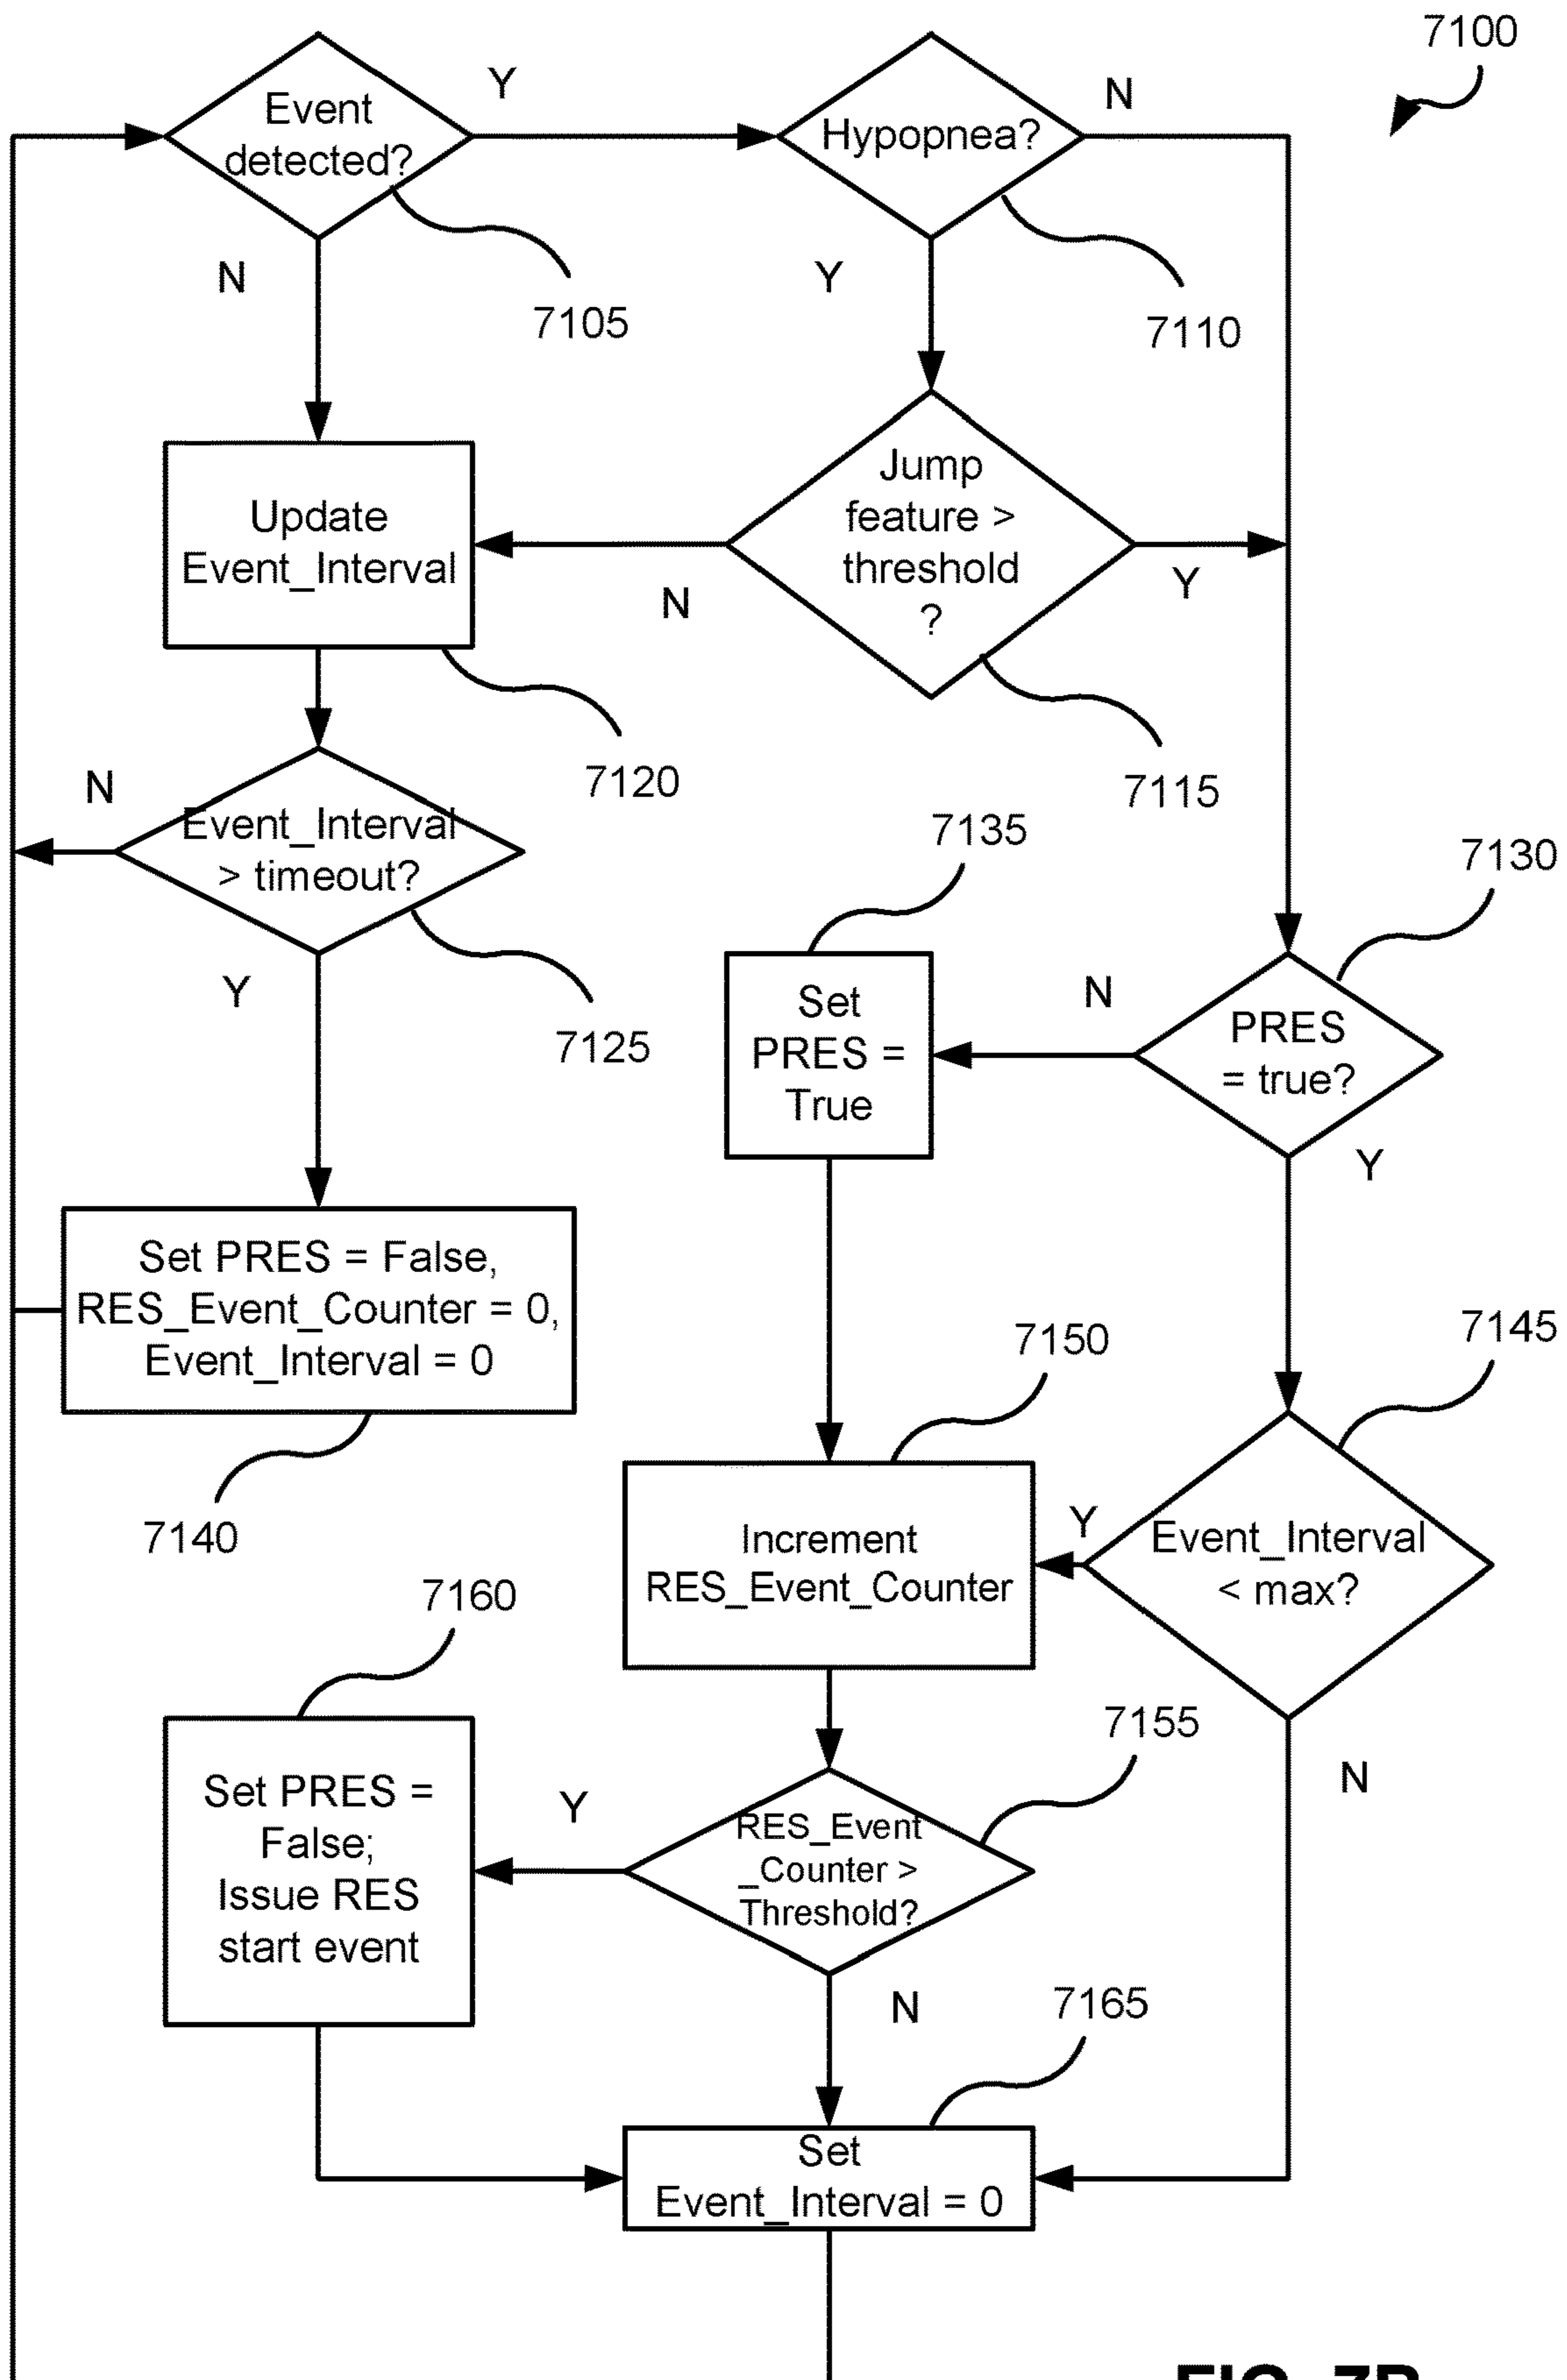 7100
Event
detected?
Y
Hypopnea?
N
N
7105
Y
7110
Update
Event_Interval
Jump
feature >
threshold
?
N
Y
7120
7115
N
Event_Interval
> timeout?
7135
7130
Y
7125
Set
PRES =
True
N
PRES
= true?
Y
Set PRES = False,
RES_Event_Counter = 0,
Event_Interval = 0
7140
7150
7145
Increment
RES_Event_Counter
Y
Event_Interval
< max?
7160
7155
N
Set PRES =
False;
Issue RES
start event
Y
RES_Event
_Counter >
Threshold?
N
7165
Set
Event_Interval = 0